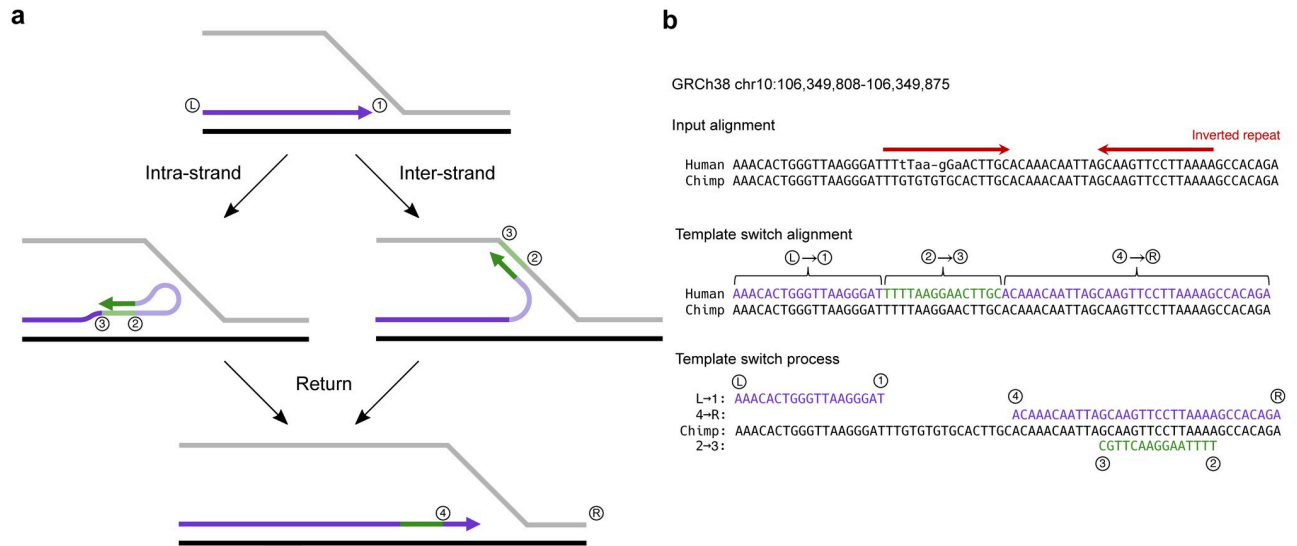 a
Ⓛ
①
Intra-strand
Inter-strand
③
②
③
②
Return
④
Ⓡ
b
GRCh38 chr10:106,349,808-106,349,875
Input alignment
Inverted repeat
Human AAACACTGGGTTAAGGGATTTtTaa-gGaACTTGCACAAACAATTAGCAAGTTCCTTAAAAGCCACAGA
Chimp AAACACTGGGTTAAGGGATTTGTGTGTGCACTTGCACAAACAATTAGCAAGTTCCTTAAAAGCCACAGA
Template switch alignment
Ⓛ→① ②→③ ④→Ⓡ
Human AAACACTGGGTTAAGGGATTTTTAAGGAACTTGCACAAACAATTAGCAAGTTCCTTAAAAGCCACAGA
Chimp AAACACTGGGTTAAGGGATTTTTAAGGAACTTGCACAAACAATTAGCAAGTTCCTTAAAAGCCACAGA
Template switch process
Ⓛ ① ④ Ⓡ
L→1: AAACACTGGGTTAAGGGAT
4→R: ACAAACAATTAGCAAGTTCCTTAAAAGCCACAGA
Chimp: AAACACTGGGTTAAGGGATTTGTGTGTGCACTTGCACAAACAATTAGCAAGTTCCTTAAAAGCCACAGA
2→3: CGTTCAAGGAATTTT
③ ②